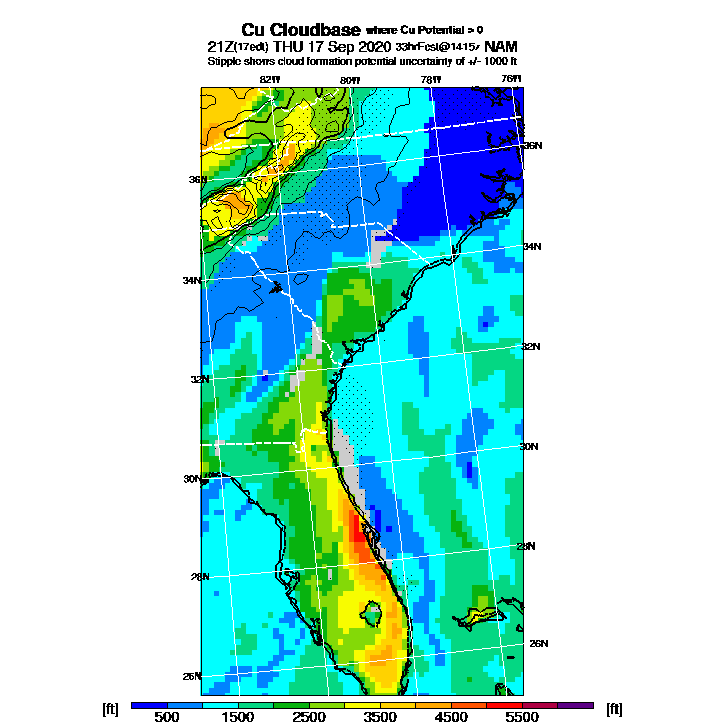 Cu Cloudbase where Cu Potential > 0
21Z(17edt) THU 17 Sep 2020 33hrFcst@1415z NAM
Stipple shows cloud formation potential uncertainty of +/- 1000 ft
82W 80W 78W 76W
36N
36N
34N
34N
32N
32N
30N
30N
28N
28N
26N
26N
[ft] 500 1500 2500 3500 4500 5500 [ft]